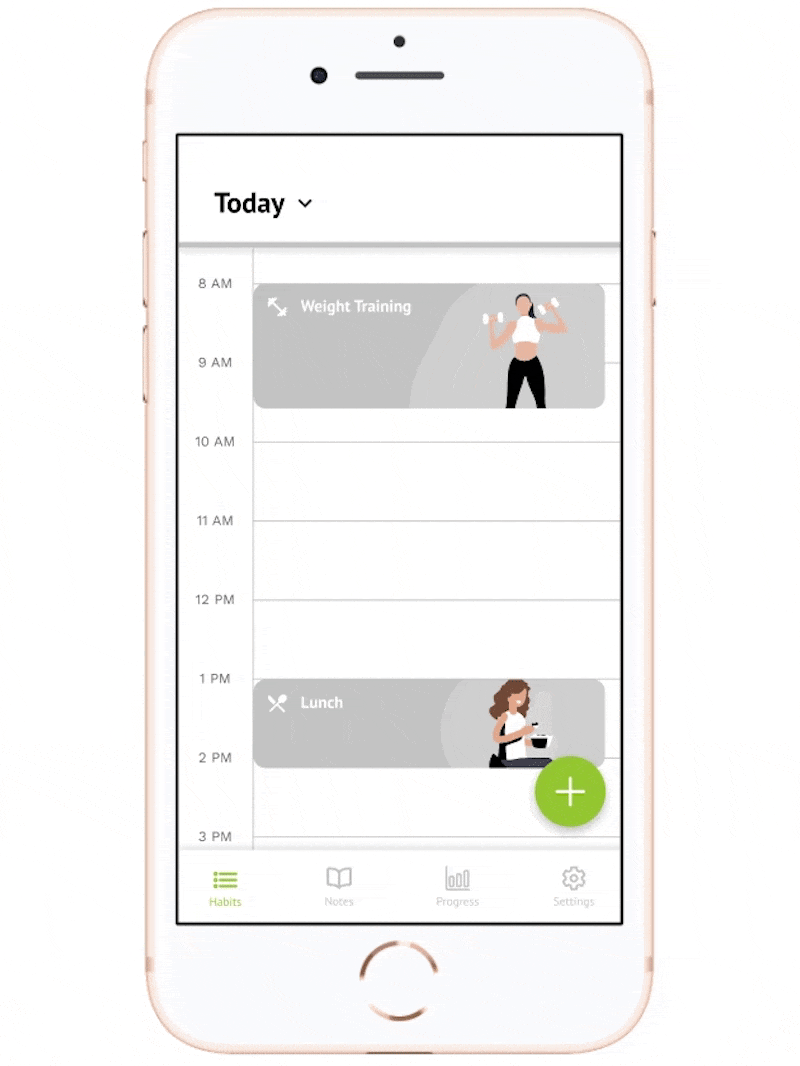 Today
8 AM
Weight Training
9 AM
10 AM
11 AM
12 PM
1 PM
Lunch
2 PM
3 PM
Habits
Notes
Progress
Settings